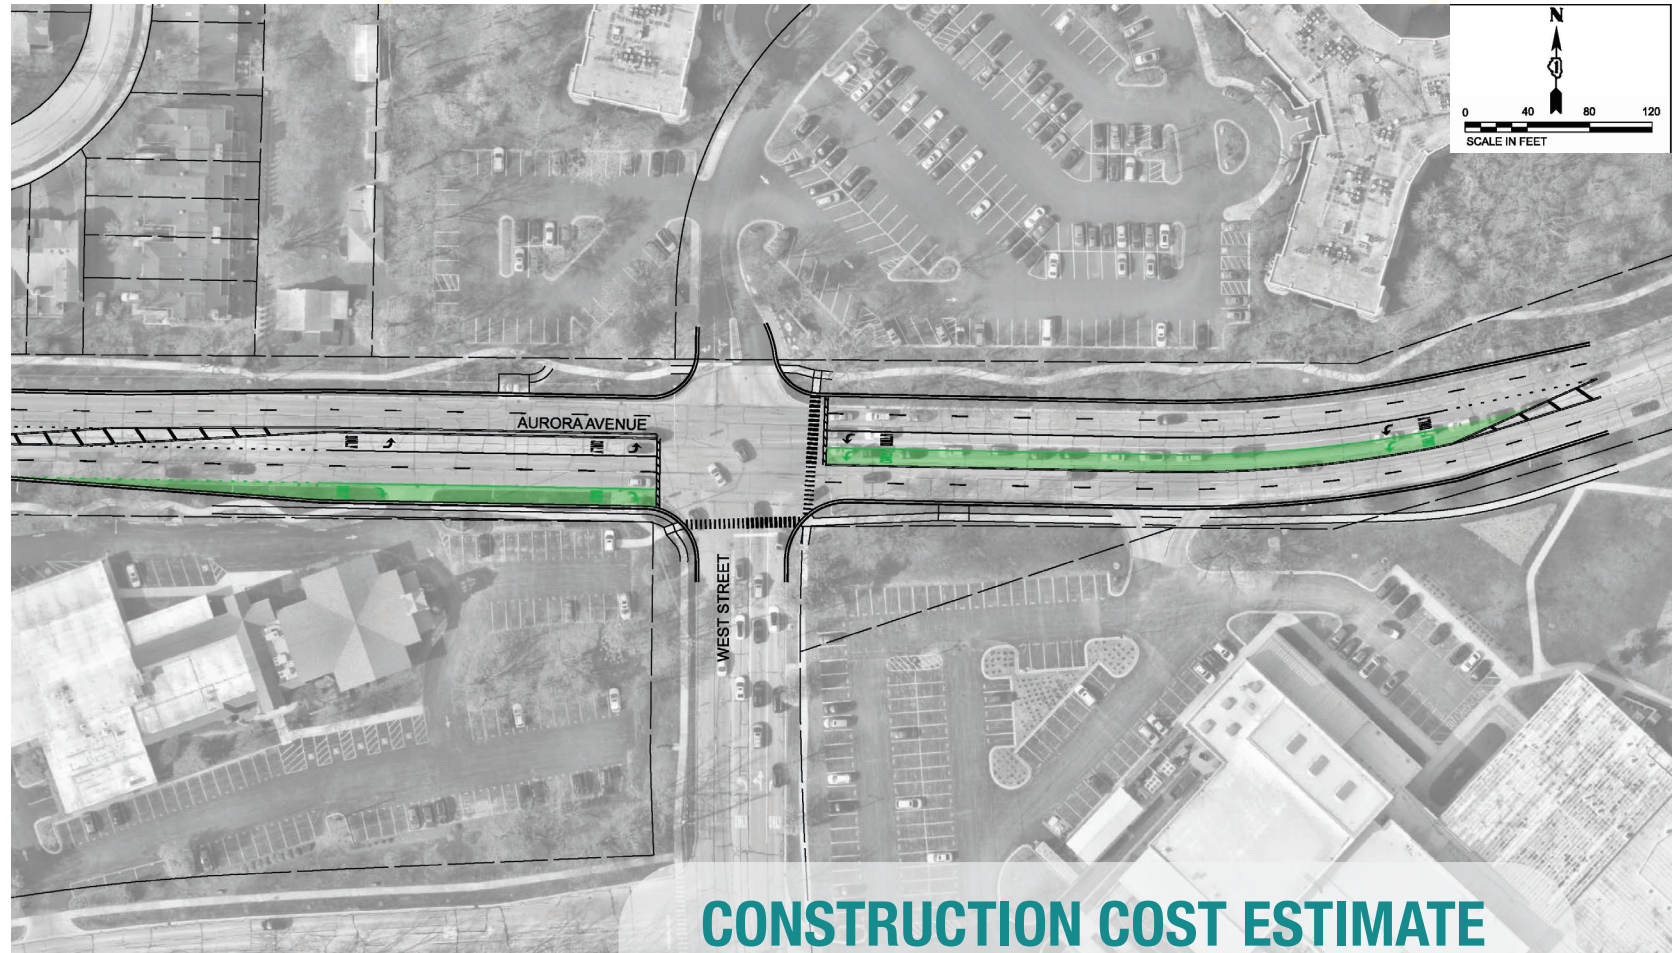 N
0 40 80 120
SCALE IN FEET
AURORA AVENUE
WEST STREET
CONSTRUCTION COST ESTIMATE